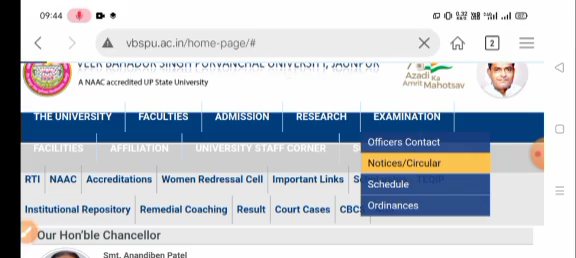 09:44
vbspu.ac.in/home-page/#
2
VEER BAHADUR SINGH PURVANCHAL UNIVERSITY, JAUNPUR
A NAAC accredited UP State University
Azadi Ka
Amrit Mahotsav
THE UNIVERSITY FACULTIES ADMISSION RESEARCH EXAMINATION
Officers Contact
FACILITIES AFFILIATION UNIVERSITY STAFF CORNER
Notices/Circular
RTI NAAC Accreditations Women Redressal Cell Important Links
Schedule
Institutional Repository Remedial Coaching Result Court Cases CBC
Ordinances
Our Hon'ble Chancellor
Smt. Anandiben Patel